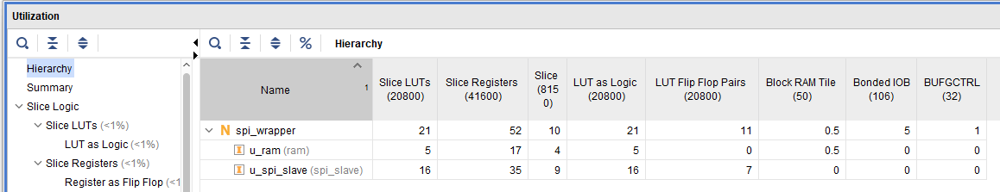 Utilization
Hierarchy
Hierarchy
Summary
Slice Logic
Slice LUTs (<1%)
LUT as Logic (<1%)
Slice Registers (<1%)
Register as Flip Flop (<1
Name 1 Slice LUTs (20800) Slice Registers (41600) Slice (8150) LUT as Logic (20800) LUT Flip Flop Pairs (20800) Block RAM Tile (50) Bonded IOB (106) BUFGCTRL (32)
N spi_wrapper 21 52 10 21 11 0.5 5 1
I u_ram (ram) 5 17 4 5 0 0.5 0 0
I u_spi_slave (spi_slave) 16 35 9 16 7 0 0 0